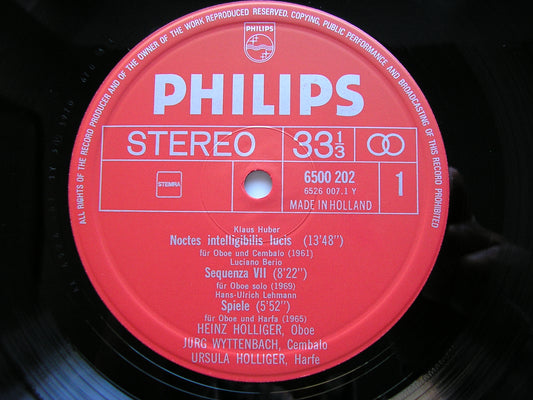 ALL RIGHTS OF THE RECORD PRODUCER AND OF THE OWNER OF THE WORK REPRODUCED RESERVED. COPYING, PUBLIC PERFORMANCE AND BROADCASTING OF THIS RECORD PROHIBITED
PHILIPS
PHILIPS
STEREO 33 1/3
STEMRA
6500 202
6526 007.1 Y
MADE IN HOLLAND
1
Klaus Huber
Noctes intelligibilis lucis (13'48")
für Oboe und Cembalo (1961)
Luciano Berio
Sequenza VII (8'22")
für Oboe solo (1969)
Hans-Ulrich Lehmann
Spiele (5'52")
für Oboe und Harfa (1965)
HEINZ HOLLIGER, Oboe
JÜRG WYTTENBACH, Cembalo
URSULA HOLLIGER, Harfe